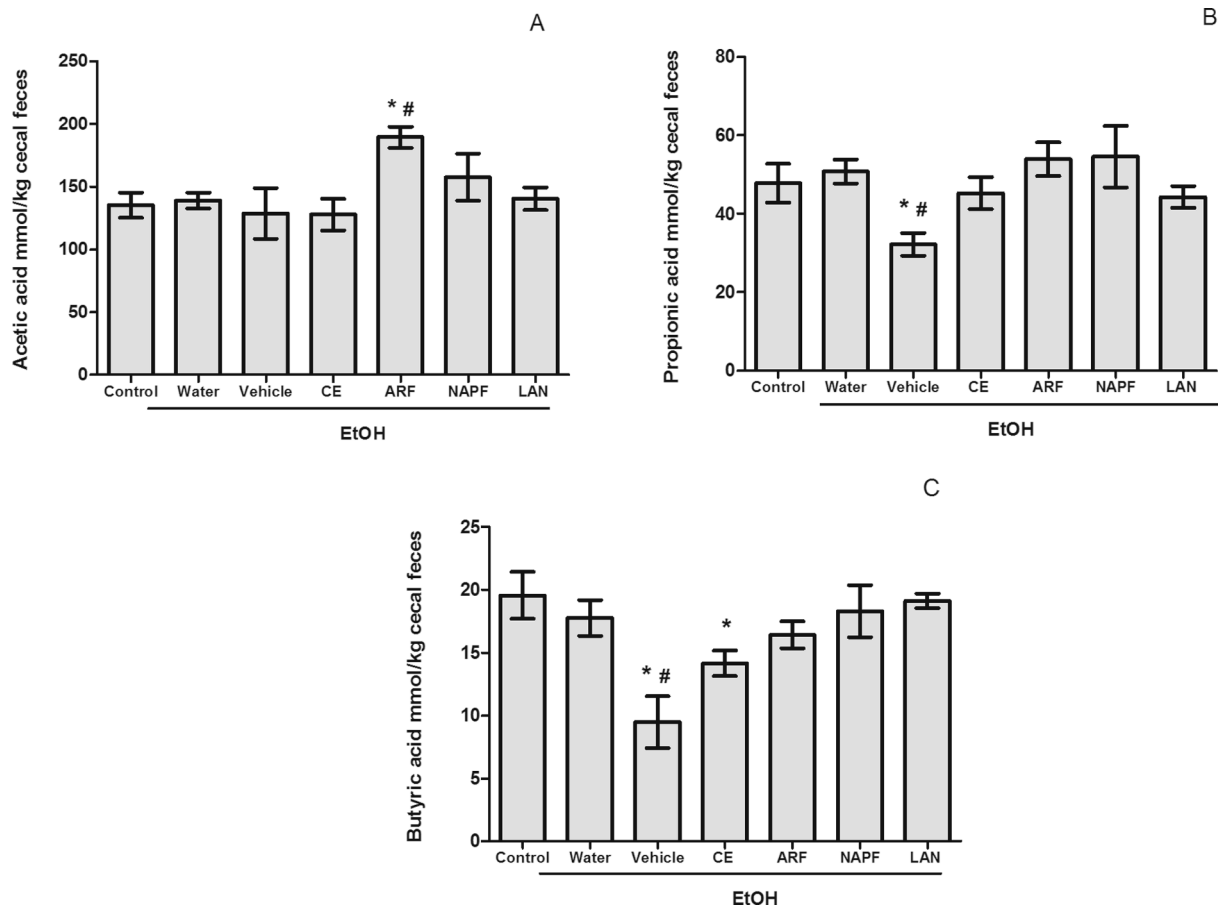 A
Acetic acid mmol/kg cecal feces
250
200
150
100
50
0
* #
Control Water Vehicle CE ARF NAPF LAN
EtOH
B
Propionic acid mmol/kg cecal feces
80
60
40
20
0
* #
Control Water Vehicle CE ARF NAPF LAN
EtOH
C
Butyric acid mmol/kg cecal feces
25
20
15
10
5
0
* #
*
Control Water Vehicle CE ARF NAPF LAN
EtOH